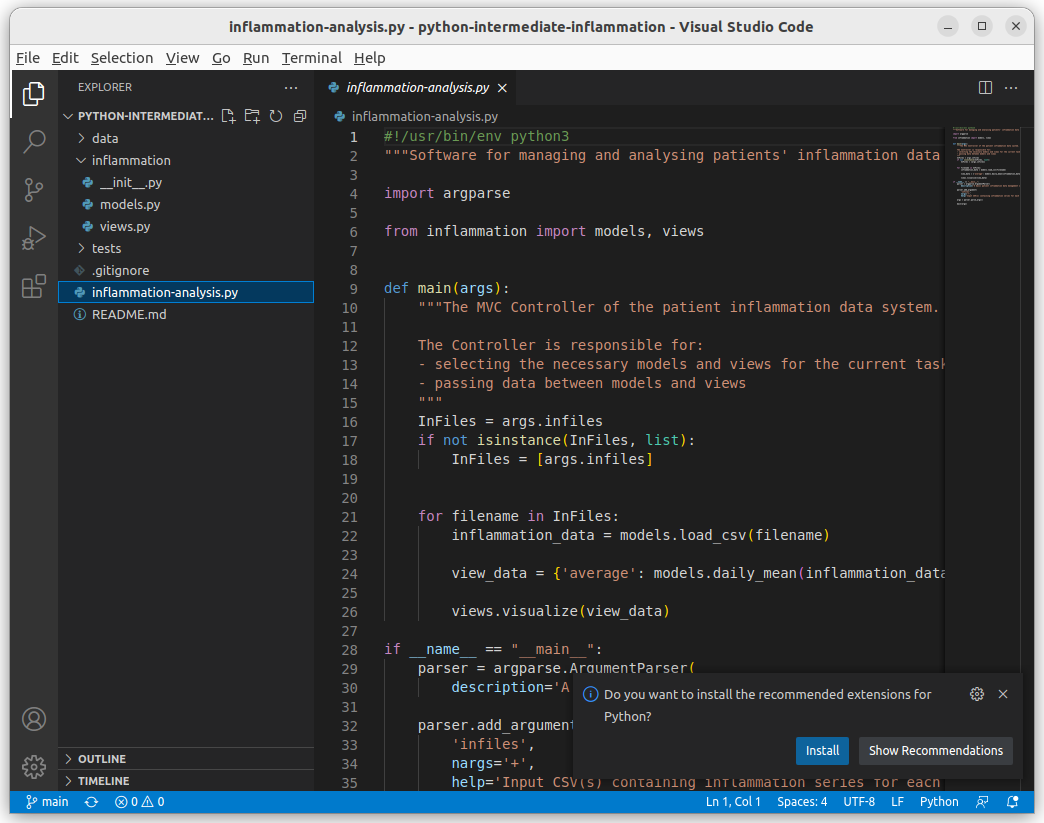 inflammation-analysis.py - python-intermediate-inflammation - Visual Studio Code
File Edit Selection View Go Run Terminal Help
EXPLORER
PYTHON-INTERMEDIAT...
data
inflammation
__init__.py
models.py
views.py
tests
.gitignore
inflammation-analysis.py
README.md
OUTLINE
TIMELINE
inflammation-analysis.py
inflammation-analysis.py
1 #!/usr/bin/env python3
2 """Software for managing and analysing patients' inflammation data
3
4 import argparse
5
6 from inflammation import models, views
7
8
9 def main(args):
10 """The MVC Controller of the patient inflammation data system.
11
12 The Controller is responsible for:
13 - selecting the necessary models and views for the current task
14 - passing data between models and views
15 """
16 InFiles = args.infiles
17 if not isinstance(InFiles, list):
18 InFiles = [args.infiles]
19
20
21 for filename in InFiles:
22 inflammation_data = models.load_csv(filename)
23
24 view_data = {'average': models.daily_mean(inflammation_data
25
26 views.visualize(view_data)
27
28 if __name__ == "__main__":
29 parser = argparse.ArgumentParser(
30 description='A
31
32 parser.add_argument
33 'infiles',
34 nargs='+',
35 help='Input CSV(s) containing inflammation series for each
Do you want to install the recommended extensions for
Python?
Install Show Recommendations
main 0 0 Ln 1, Col 1 Spaces: 4 UTF-8 LF Python